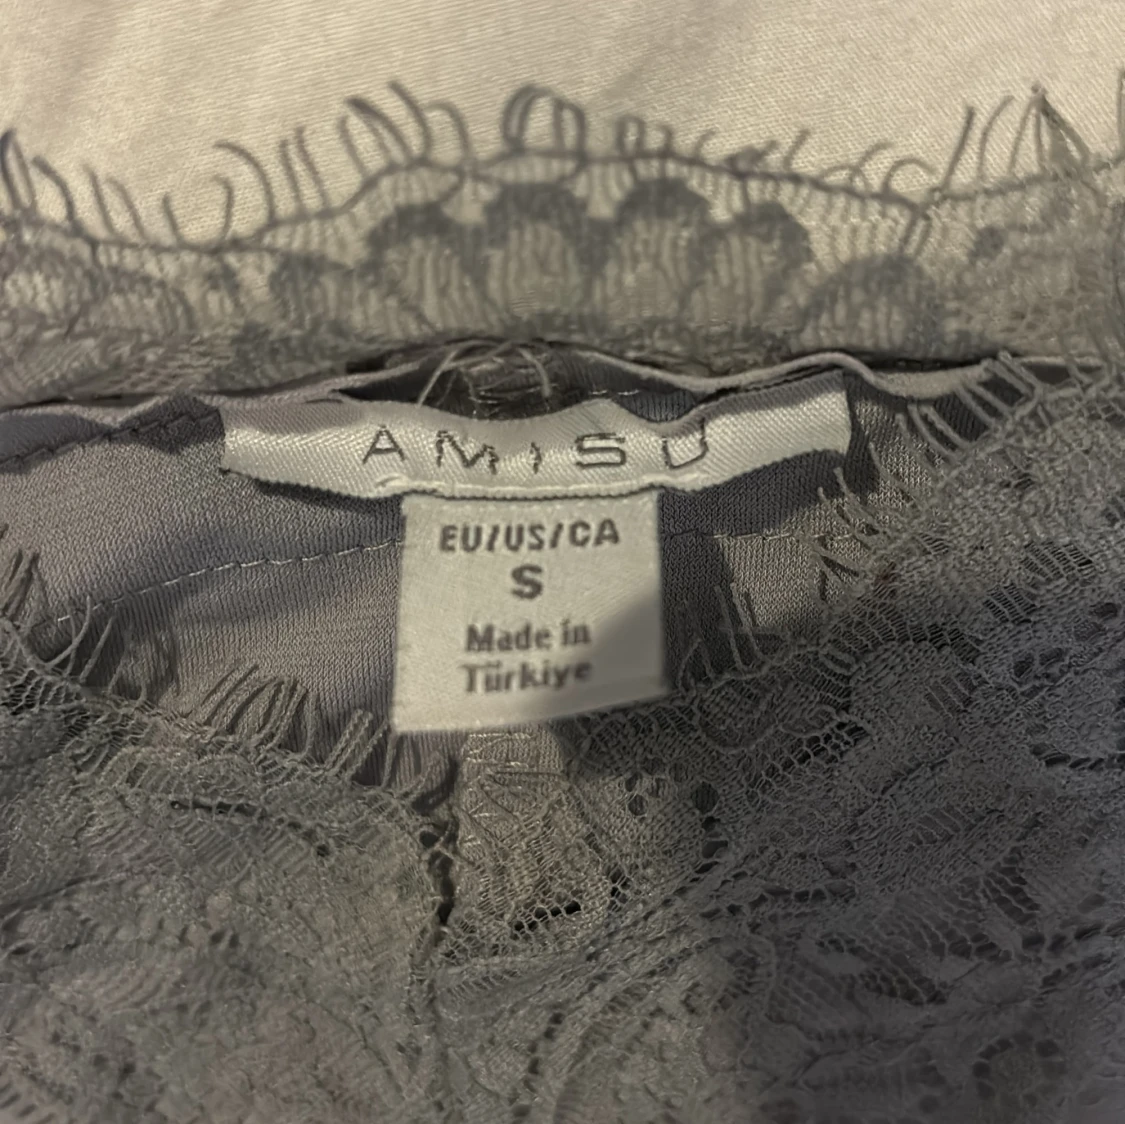 AMISU
EU/US/CA
S
Made in
Türkiye